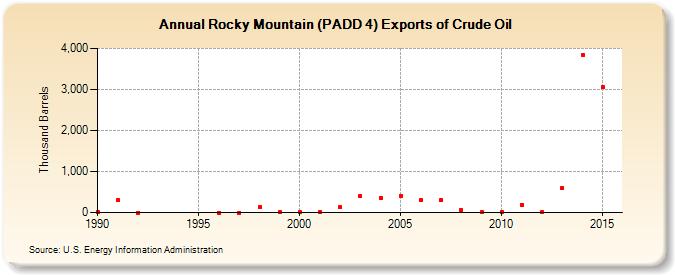 Annual Rocky Mountain (PADD 4) Exports of Crude Oil
Thousand Barrels
4,000
3,000
2,000
1,000
0
1990 1995 2000 2005 2010 2015
Source: U.S. Energy Information Administration